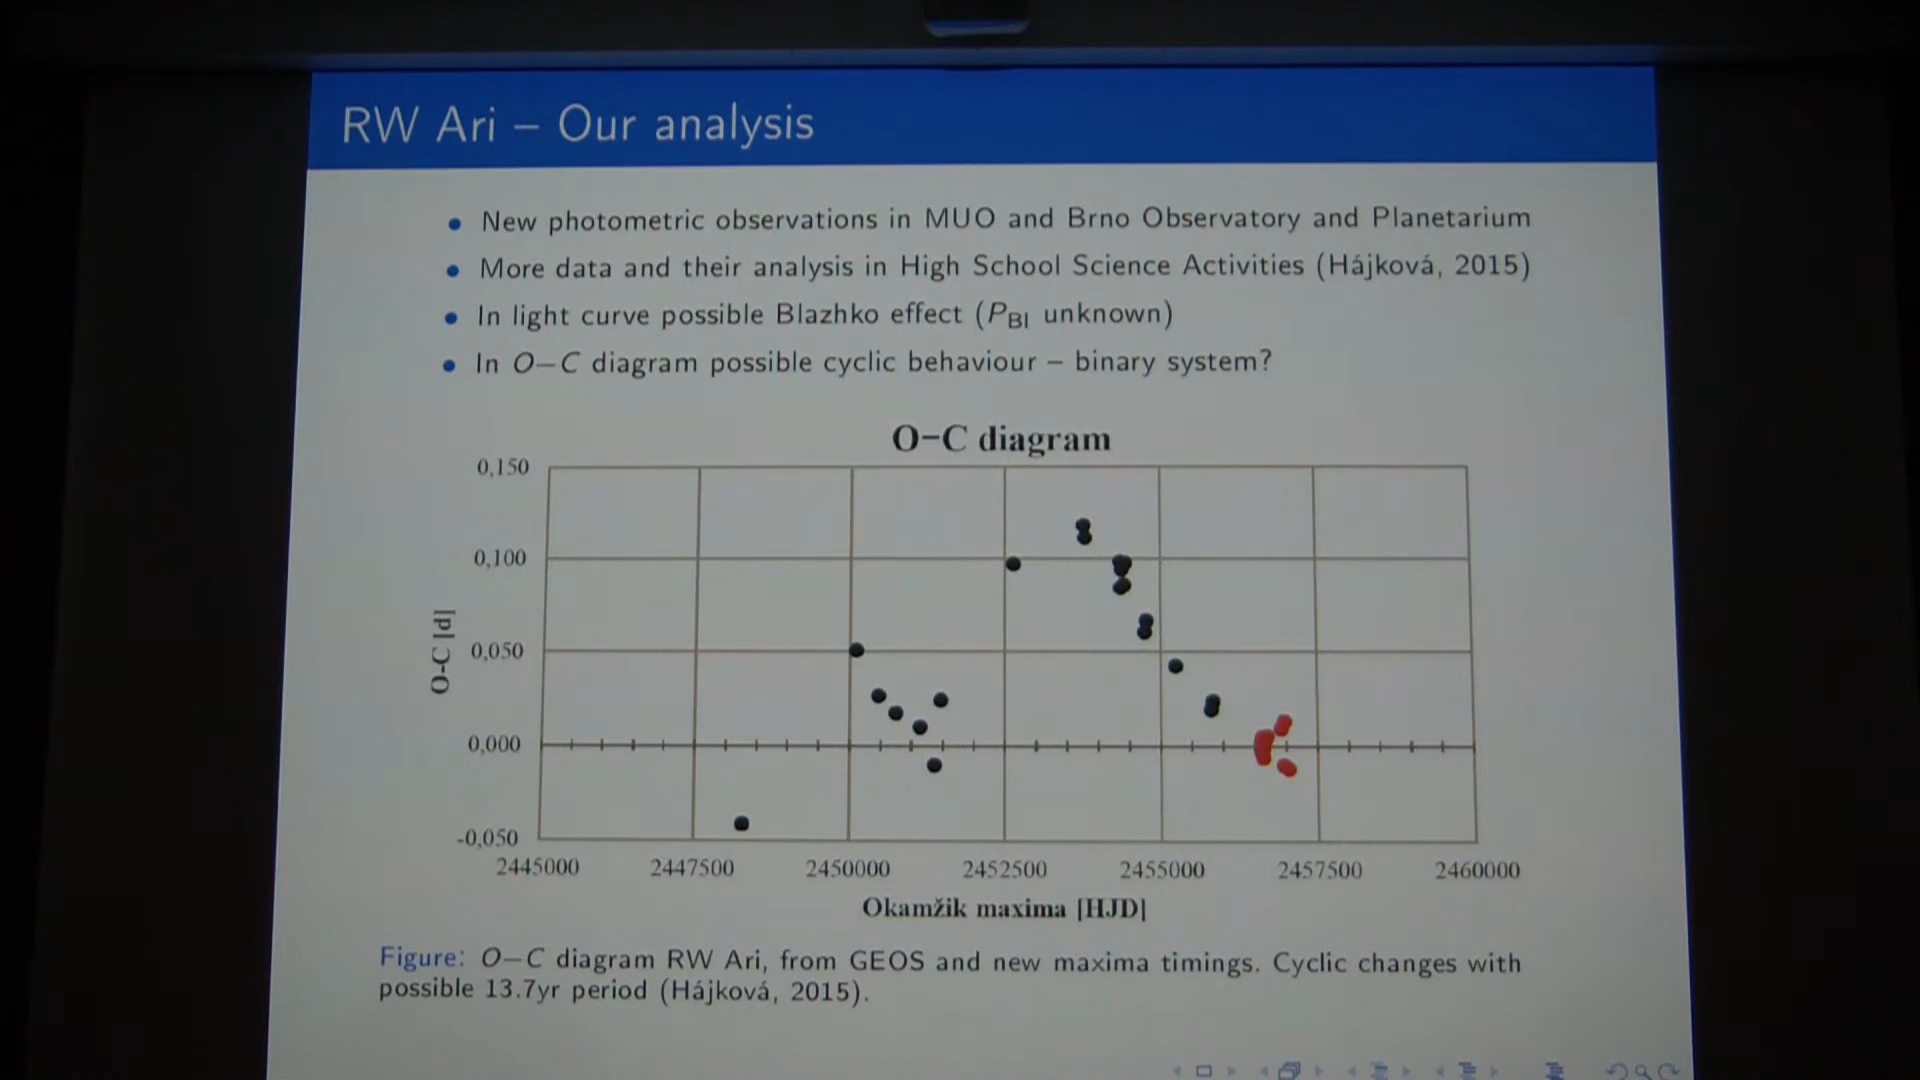 RW Ari – Our analysis
• New photometric observations in MUO and Brno Observatory and Planetarium
• More data and their analysis in High School Science Activities (Hájková, 2015)
• In light curve possible Blazhko effect (PBl unknown)
• In O−C diagram possible cyclic behaviour – binary system?
O−C diagram
0,150
0,100
0,050
0,000
-0,050
O-C [d]
2445000 2447500 2450000 2452500 2455000 2457500 2460000
Okamžik maxima [HJD]
Figure: O−C diagram RW Ari, from GEOS and new maxima timings. Cyclic changes with
possible 13.7yr period (Hájková, 2015).